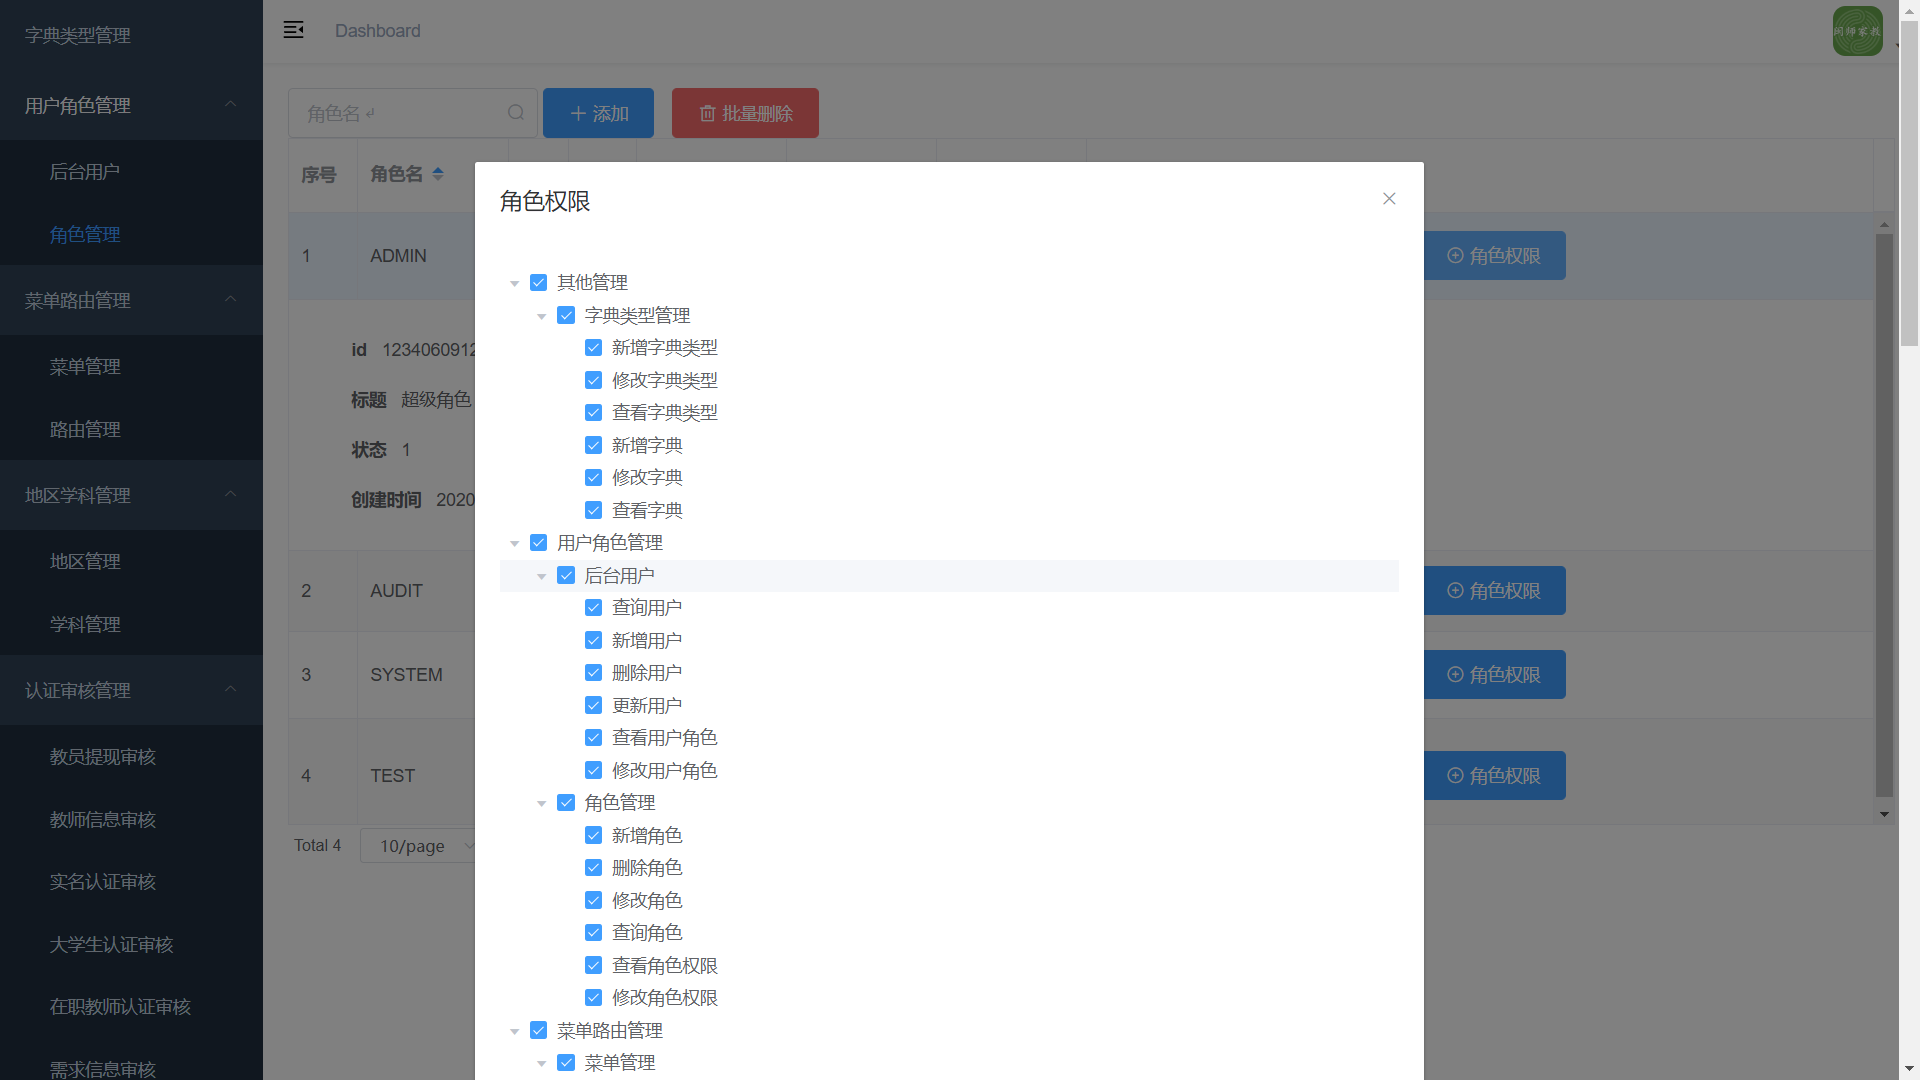 字典类型管理
用户角色管理
后台用户
角色管理
菜单路由管理
菜单管理
路由管理
地区学科管理
地区管理
学科管理
认证审核管理
教员提现审核
教师信息审核
实名认证审核
大学生认证审核
在职教师认证审核
需求信息审核
Dashboard
角色名 ↵
添加
批量删除
序号 角色名
1 ADMIN 角色权限
id 1234060912
标题 超级角色
状态 1
创建时间 2020
2 AUDIT 角色权限
3 SYSTEM 角色权限
4 TEST 角色权限
Total 4 10/page
角色权限
其他管理
字典类型管理
新增字典类型
修改字典类型
查看字典类型
新增字典
修改字典
查看字典
用户角色管理
后台用户
查询用户
新增用户
删除用户
更新用户
查看用户角色
修改用户角色
角色管理
新增角色
删除角色
修改角色
查询角色
查看角色权限
修改角色权限
菜单路由管理
菜单管理